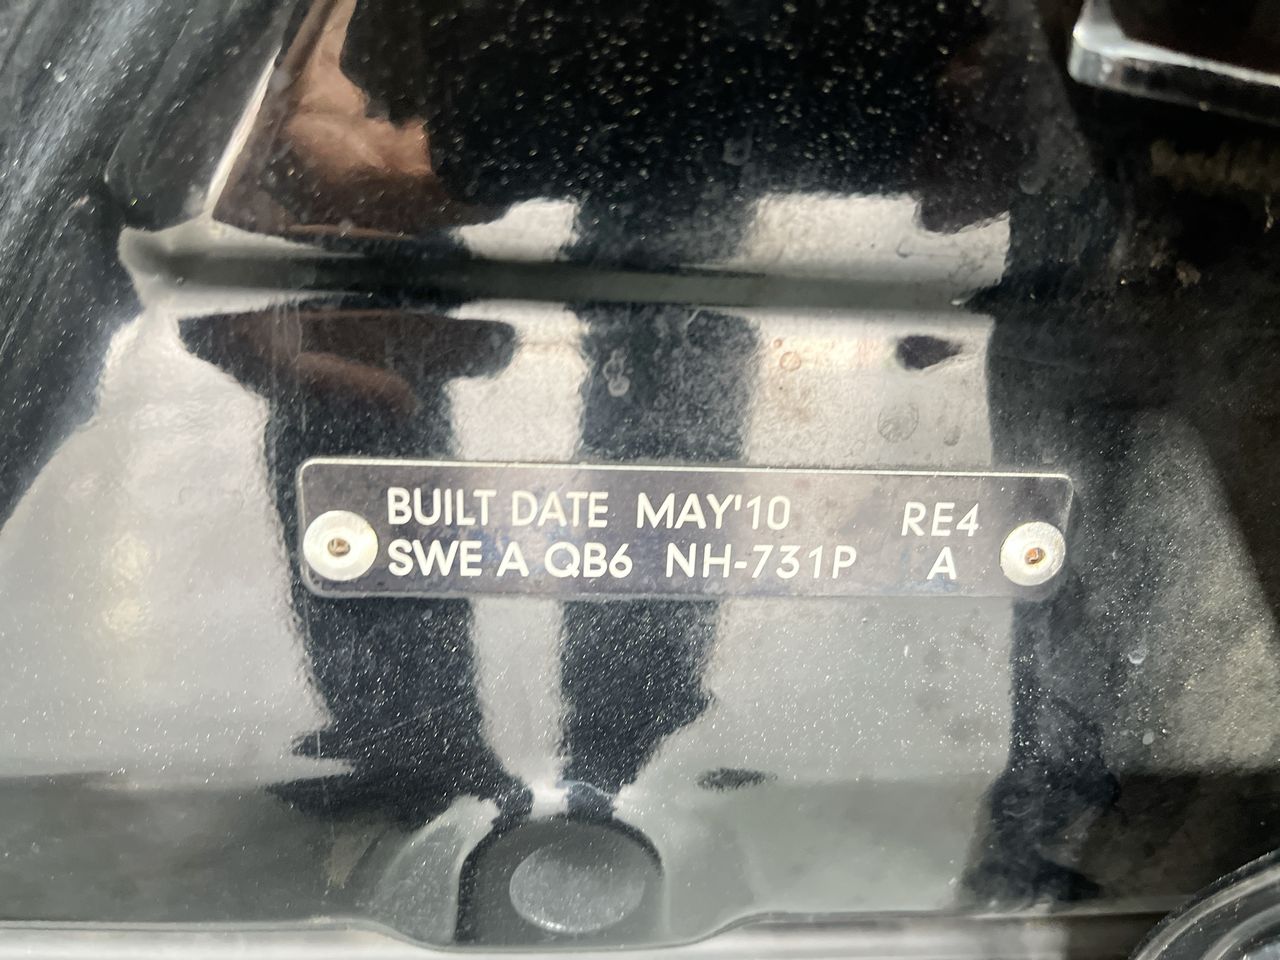 BUILT DATE MAY'10 RE4
SWE A QB6 NH-731P A